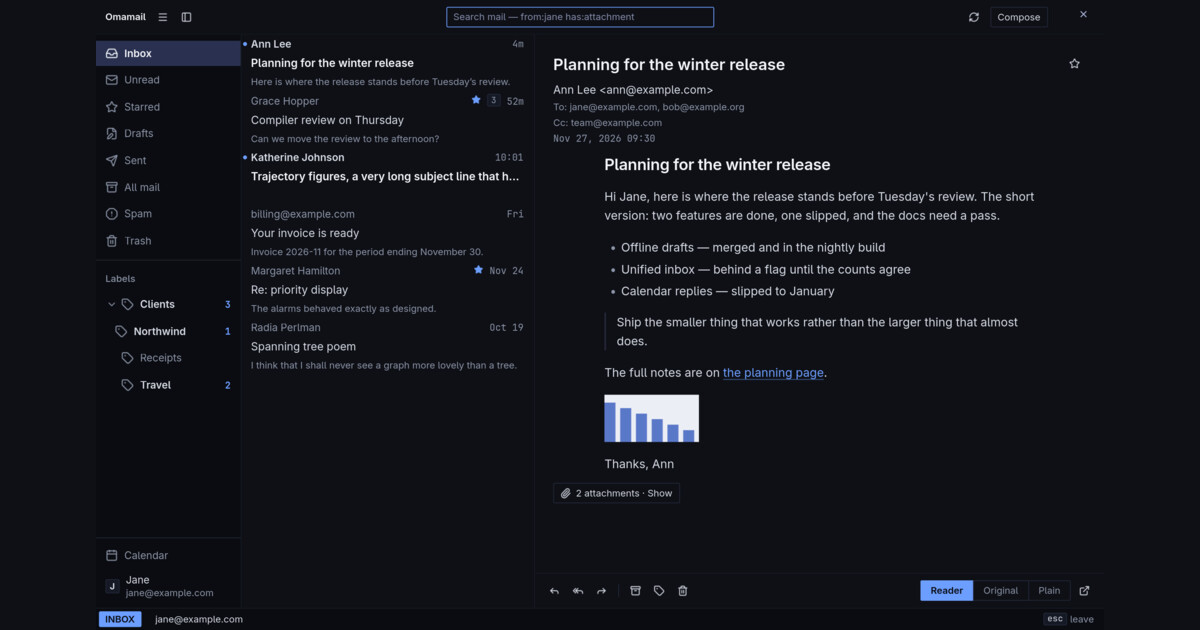 Omamail
Search mail — from:jane has:attachment
Compose
Inbox
Unread
Starred
Drafts
Sent
All mail
Spam
Trash
Labels
Clients 3
Northwind 1
Receipts
Travel 2
Calendar
J
Jane
jane@example.com
Ann Lee 4m
Planning for the winter release
Here is where the release stands before Tuesday's review.
Grace Hopper 3 52m
Compiler review on Thursday
Can we move the review to the afternoon?
Katherine Johnson 10:01
Trajectory figures, a very long subject line that h...
billing@example.com Fri
Your invoice is ready
Invoice 2026-11 for the period ending November 30.
Margaret Hamilton Nov 24
Re: priority display
The alarms behaved exactly as designed.
Radia Perlman Oct 19
Spanning tree poem
I think that I shall never see a graph more lovely than a tree.
Planning for the winter release
Ann Lee <ann@example.com>
To: jane@example.com, bob@example.org
Cc: team@example.com
Nov 27, 2026 09:30
Planning for the winter release
Hi Jane, here is where the release stands before Tuesday's review. The short
version: two features are done, one slipped, and the docs need a pass.
• Offline drafts — merged and in the nightly build
• Unified inbox — behind a flag until the counts agree
• Calendar replies — slipped to January
Ship the smaller thing that works rather than the larger thing that almost
does.
The full notes are on the planning page.
Thanks, Ann
2 attachments · Show
Reader Original Plain
INBOX jane@example.com
esc leave